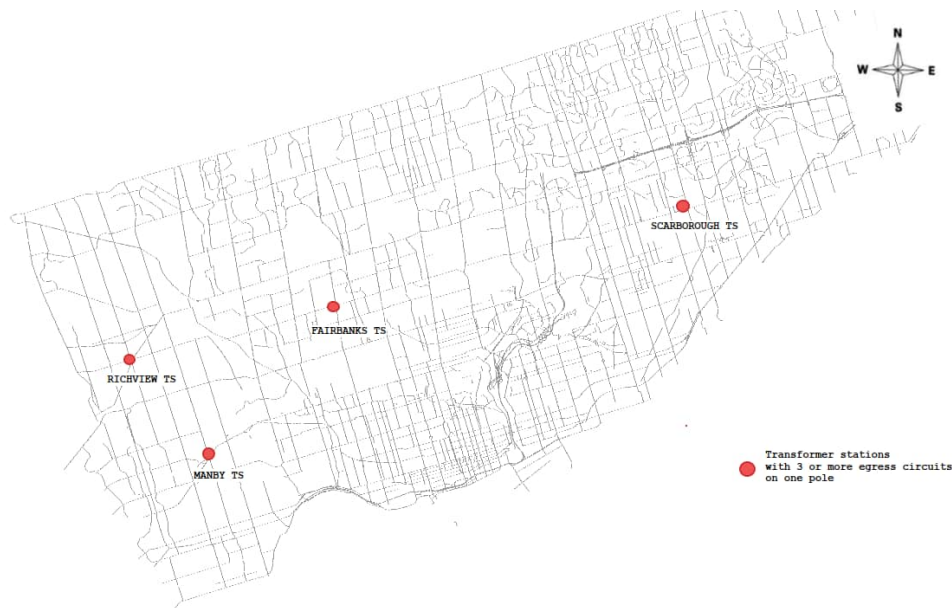 N
W E
S
SCARBOROUGH TS
FAIRBANKS TS
RICHVIEW TS
MANBY TS
Transformer stations
with 3 or more egress circuits
on one pole